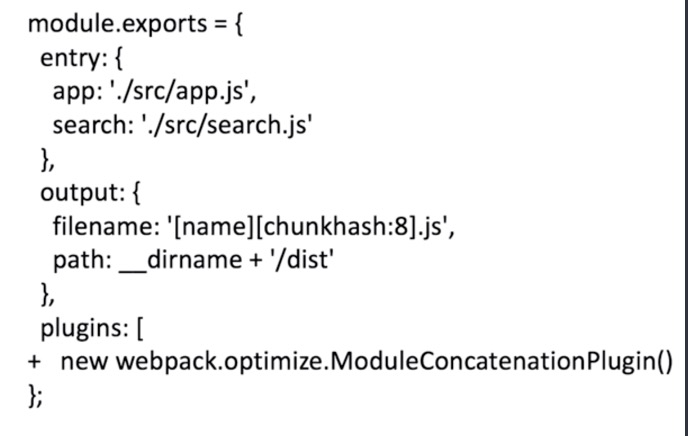 module.exports = {
entry: {
app: './src/app.js',
search: './src/search.js'
},
output: {
filename: '[name][chunkhash:8].js',
path: __dirname + '/dist'
},
plugins: [
+ new webpack.optimize.ModuleConcatenationPlugin()
};